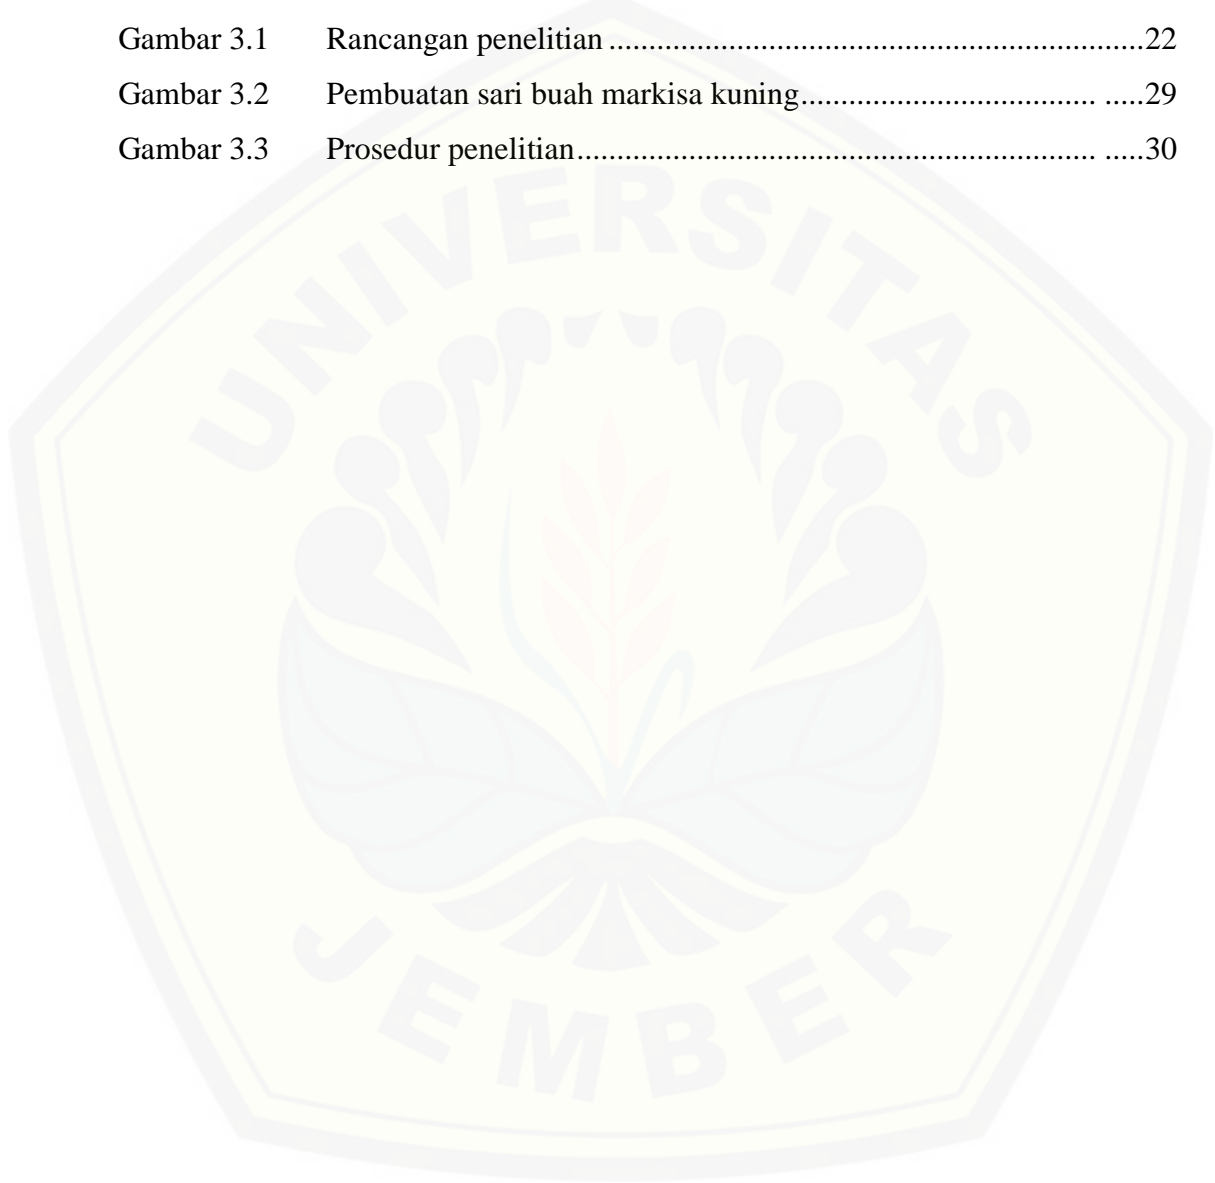 Gambar 3.1 Rancangan penelitian ....................................................................22
Gambar 3.2 Pembuatan sari buah markisa kuning..................................... .....29
Gambar 3.3 Prosedur penelitian.................................................................. .....30
UNIVERSITAS
JEMBER